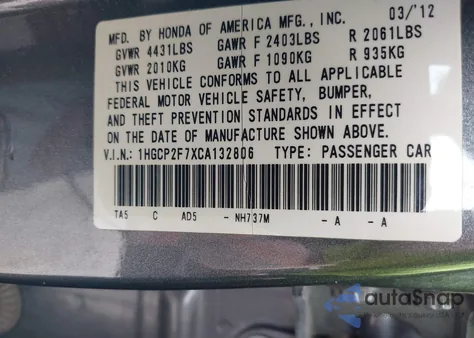 MFD. BY HONDA OF AMERICA MFG., INC. 03/'12
GVWR 4431LBS GAWR F 2403LBS R 2061LBS
GVWR 2010KG GAWR F 1090KG R 935KG
THIS VEHICLE CONFORMS TO ALL APPLICABLE
FEDERAL MOTOR VEHICLE SAFETY, BUMPER,
AND THEFT PREVENTION STANDARDS IN EFFECT
ON THE DATE OF MANUFACTURE SHOWN ABOVE.
V.I.N.: 1HGCP2F7XCA132806 TYPE: PASSENGER CAR
TA5 C AD5 - NH737M - A - A
autaSnap